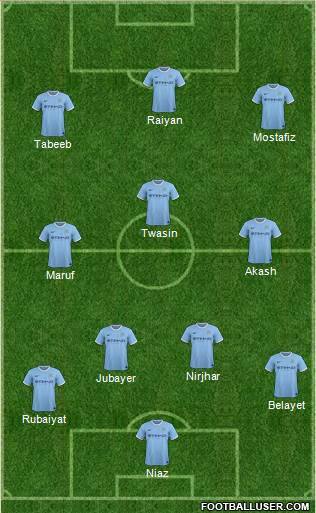 Raiyan
Tabeeb
Mostafiz
Twasin
Maruf
Akash
Jubayer
Nirjhar
Rubaiyat
Belayet
Niaz
FOOTBALLUSER.COM